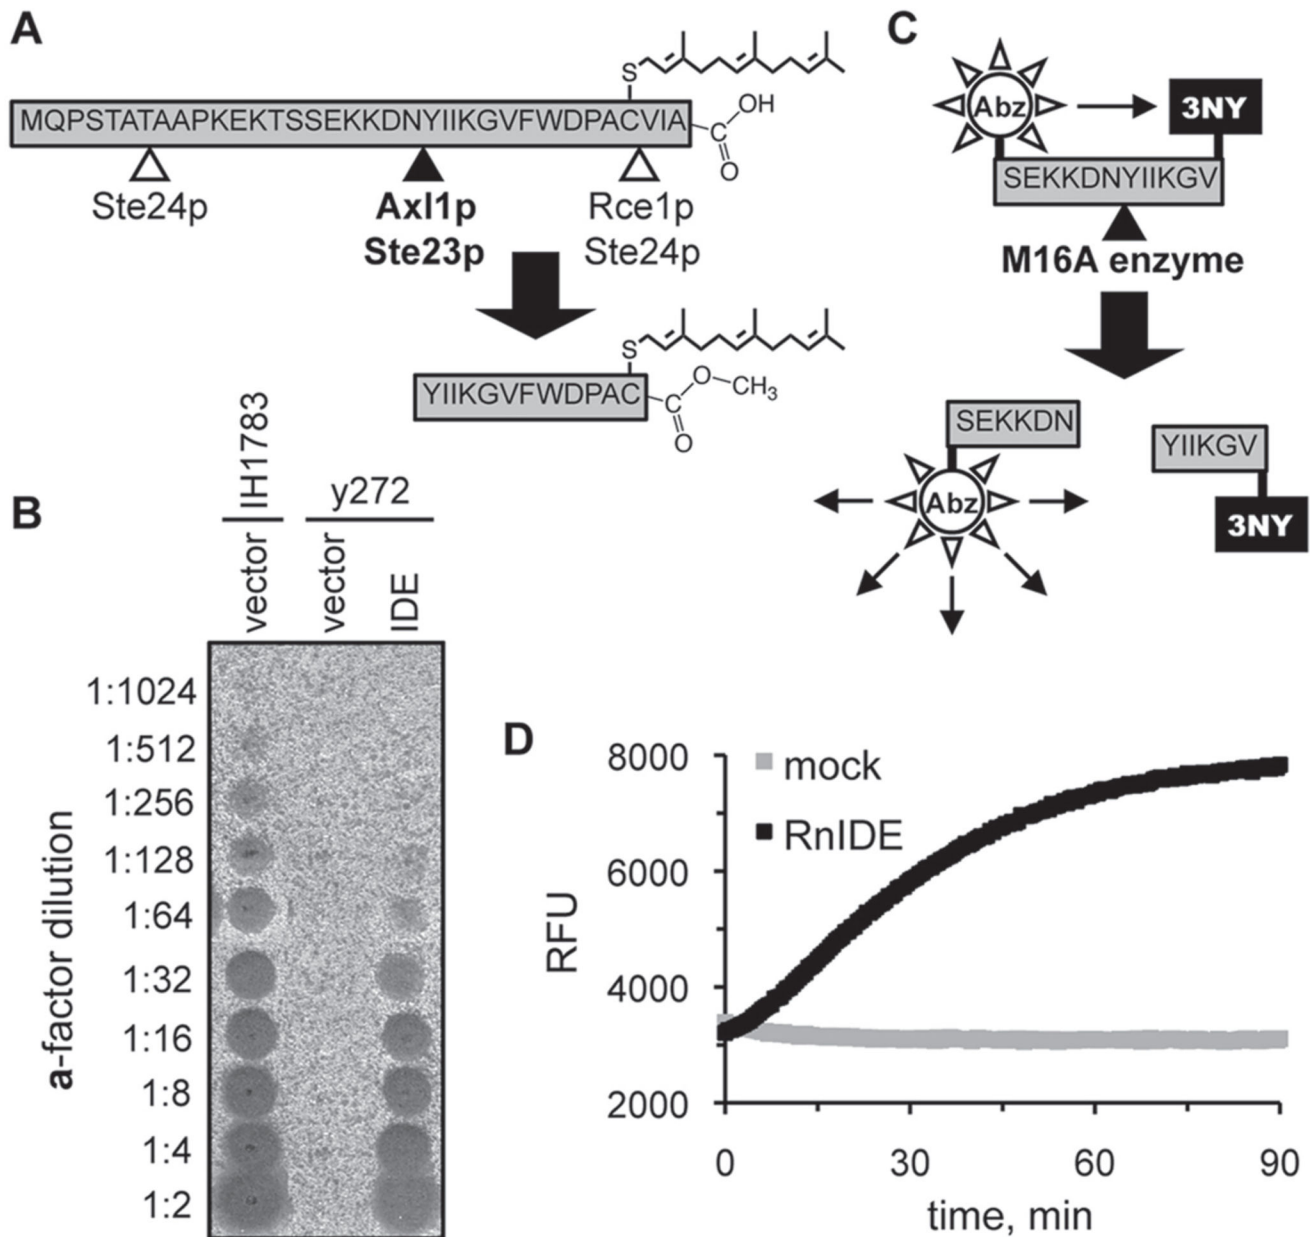 A
S
MQPSTATAAPKEKTSSEKKDNYIIKGVFWDPACVIA
C
OH
O
Ste24p
Axl1p
Ste23p
Rce1p
Ste24p
S
YIIKGVFWDPAC
C
O
CH3
O
C
Abz
3NY
SEKKDNYIIKGV
M16A enzyme
SEKKDN
Abz
YIIKGV
3NY
B
IH1783
y272
vector
vector
IDE
a-factor dilution
1:1024
1:512
1:256
1:128
1:64
1:32
1:16
1:8
1:4
1:2
D
mock
RnIDE
RFU
8000
6000
4000
2000
0 30 60 90
time, min